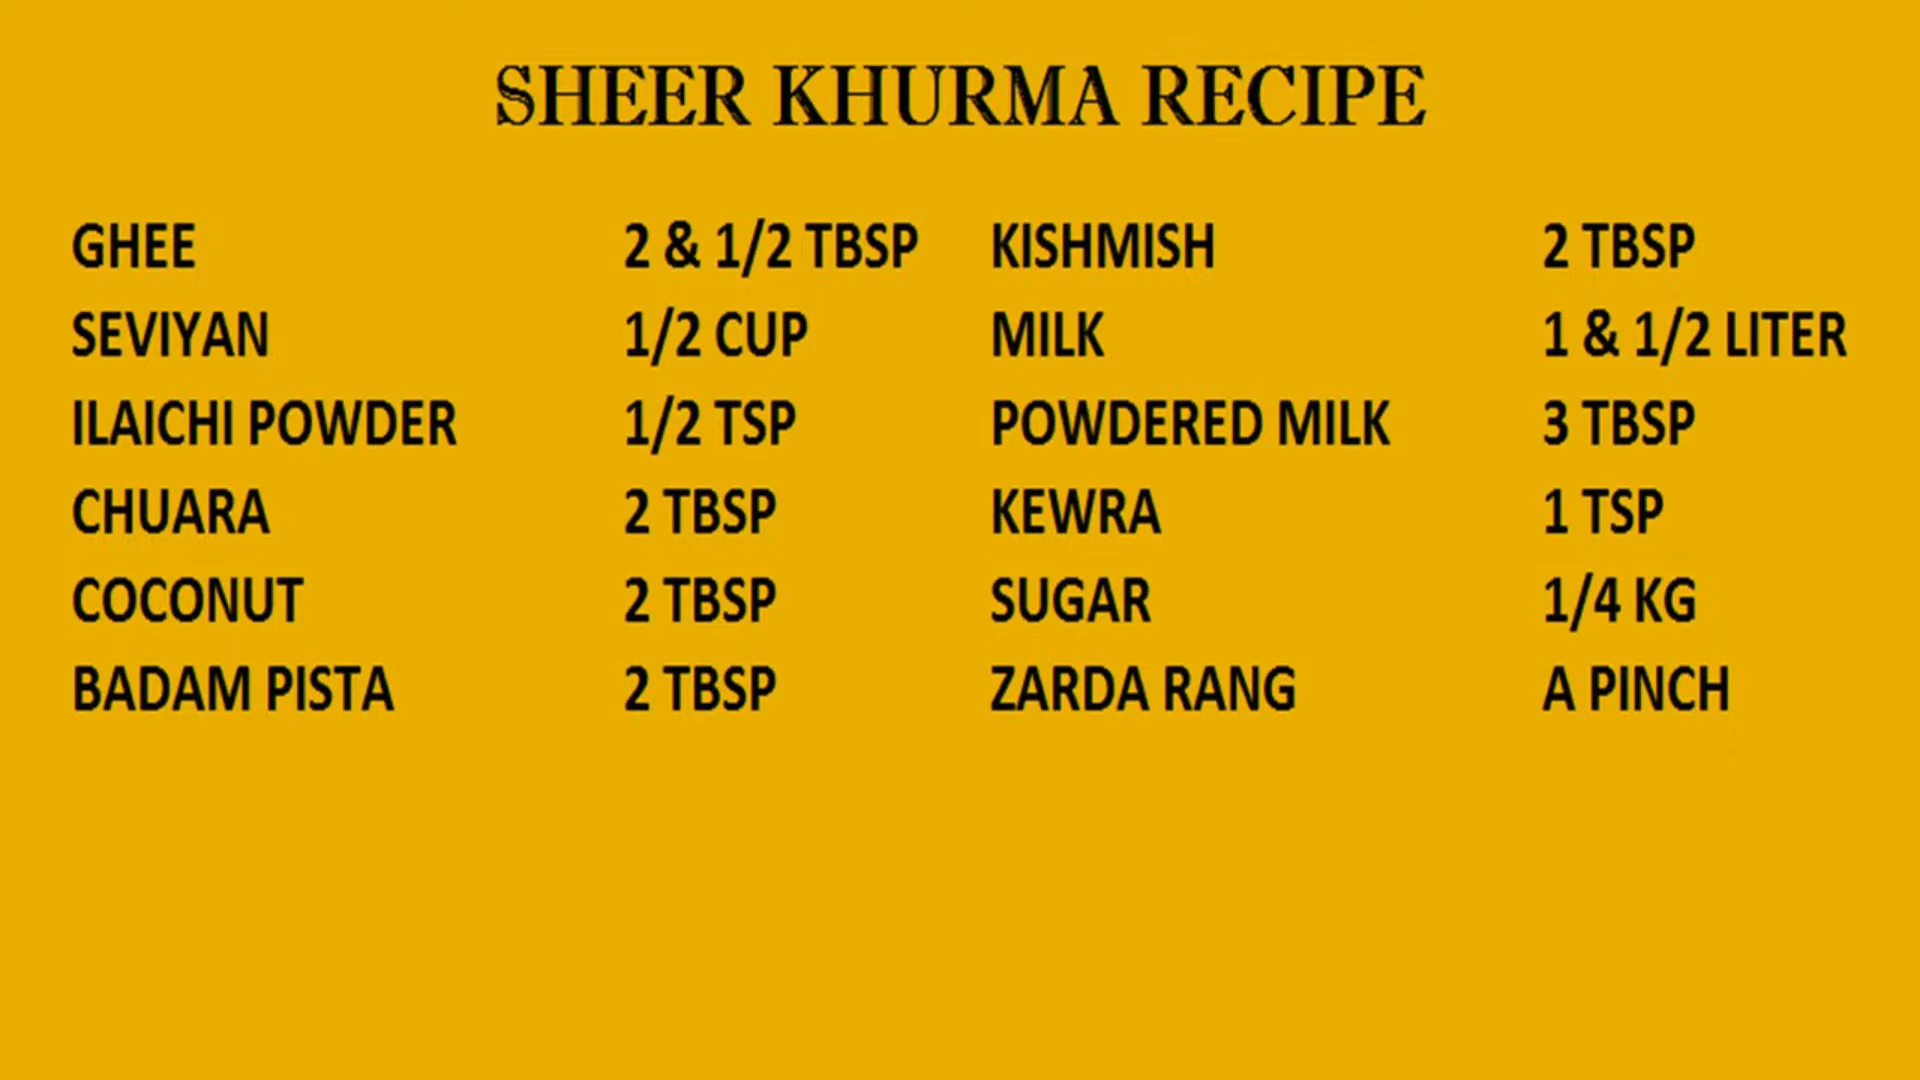 SHEER KHURMA RECIPE
GHEE 2 & 1/2 TBSP KISHMISH 2 TBSP
SEVIYAN 1/2 CUP MILK 1 & 1/2 LITER
ILAICHI POWDER 1/2 TSP POWDERED MILK 3 TBSP
CHUARA 2 TBSP KEWRA 1 TSP
COCONUT 2 TBSP SUGAR 1/4 KG
BADAM PISTA 2 TBSP ZARDA RANG A PINCH